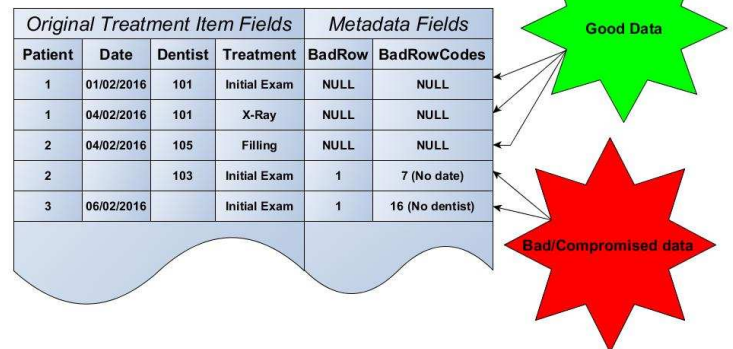 Original Treatment Item Fields Metadata Fields
Patient Date Dentist Treatment BadRow BadRowCodes
1 01/02/2016 101 Initial Exam NULL NULL
1 04/02/2016 101 X-Ray NULL NULL
2 04/02/2016 105 Filling NULL NULL
2 103 Initial Exam 1 7 (No date)
3 06/02/2016 Initial Exam 1 16 (No dentist)
Good Data
Bad/Compromised data